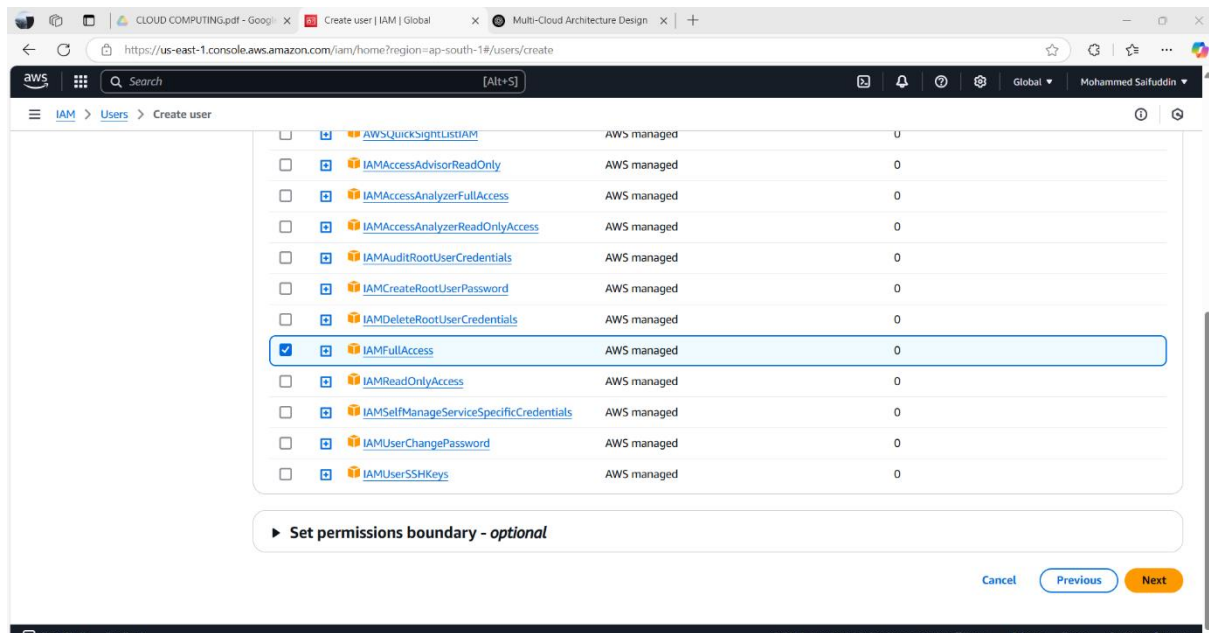 CLOUD COMPUTING.pdf - Googl
Create user | IAM | Global
Multi-Cloud Architecture Design
https://us-east-1.console.aws.amazon.com/iam/home?region=ap-south-1#/users/create
aws Search [Alt+S] Global Mohammed Saifuddin
IAM > Users > Create user
AWSQuickSightListIAM AWS managed 0
IAMAccessAdvisorReadOnly AWS managed 0
IAMAccessAnalyzerFullAccess AWS managed 0
IAMAccessAnalyzerReadOnlyAccess AWS managed 0
IAMAuditRootUserCredentials AWS managed 0
IAMCreateRootUserPassword AWS managed 0
IAMDeleteRootUserCredentials AWS managed 0
IAMFullAccess AWS managed 0
IAMReadOnlyAccess AWS managed 0
IAMSelfManageServiceSpecificCredentials AWS managed 0
IAMUserChangePassword AWS managed 0
IAMUserSSHKeys AWS managed 0
Set permissions boundary - optional
Cancel Previous Next